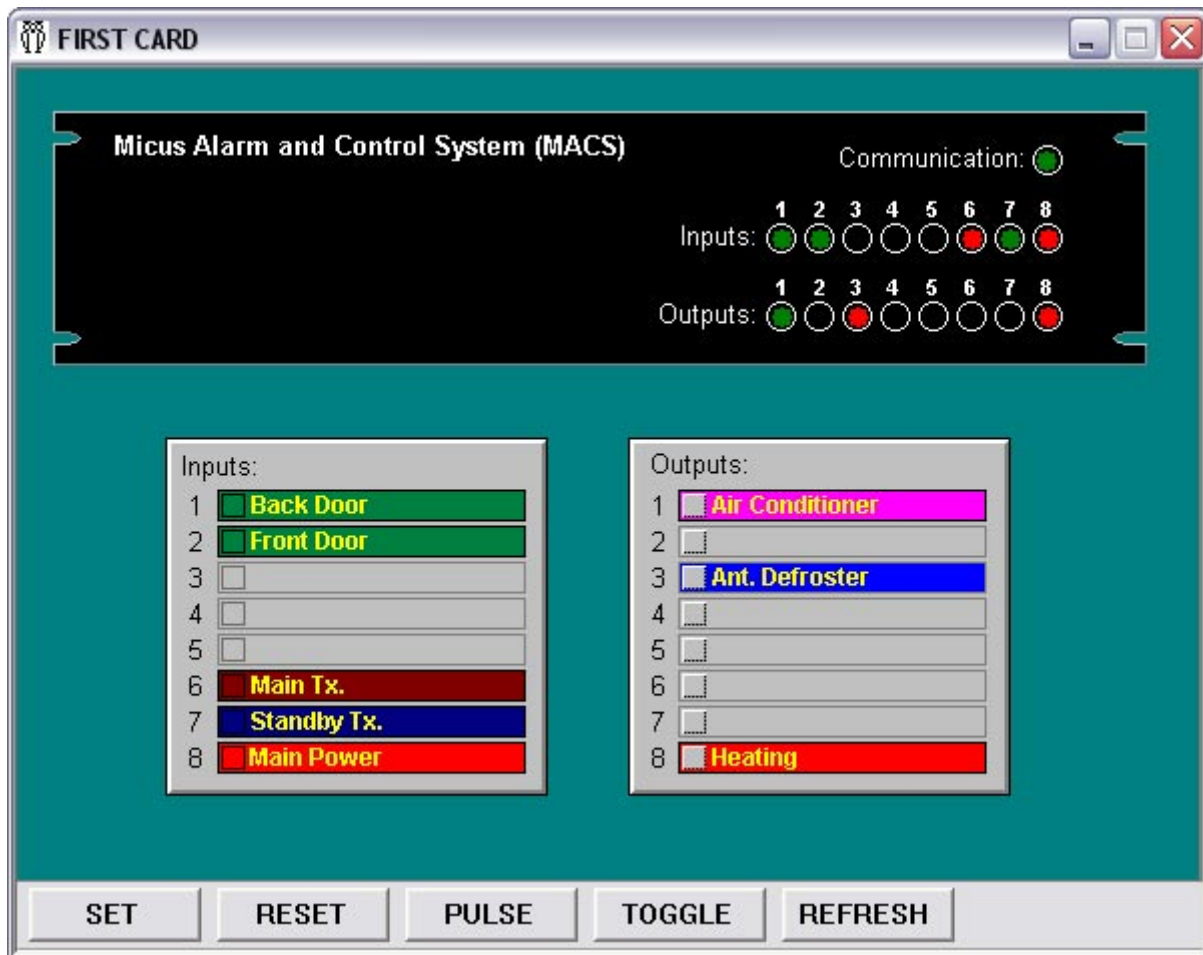 FIRST CARD
Micus Alarm and Control System (MACS)
Communication:
1 2 3 4 5 6 7 8
Inputs:
1 2 3 4 5 6 7 8
Outputs:
Inputs:
1 Back Door
2 Front Door
3
4
5
6 Main Tx.
7 Standby Tx.
8 Main Power
Outputs:
1 Air Conditioner
2
3 Ant. Defroster
4
5
6
7
8 Heating
SET RESET PULSE TOGGLE REFRESH